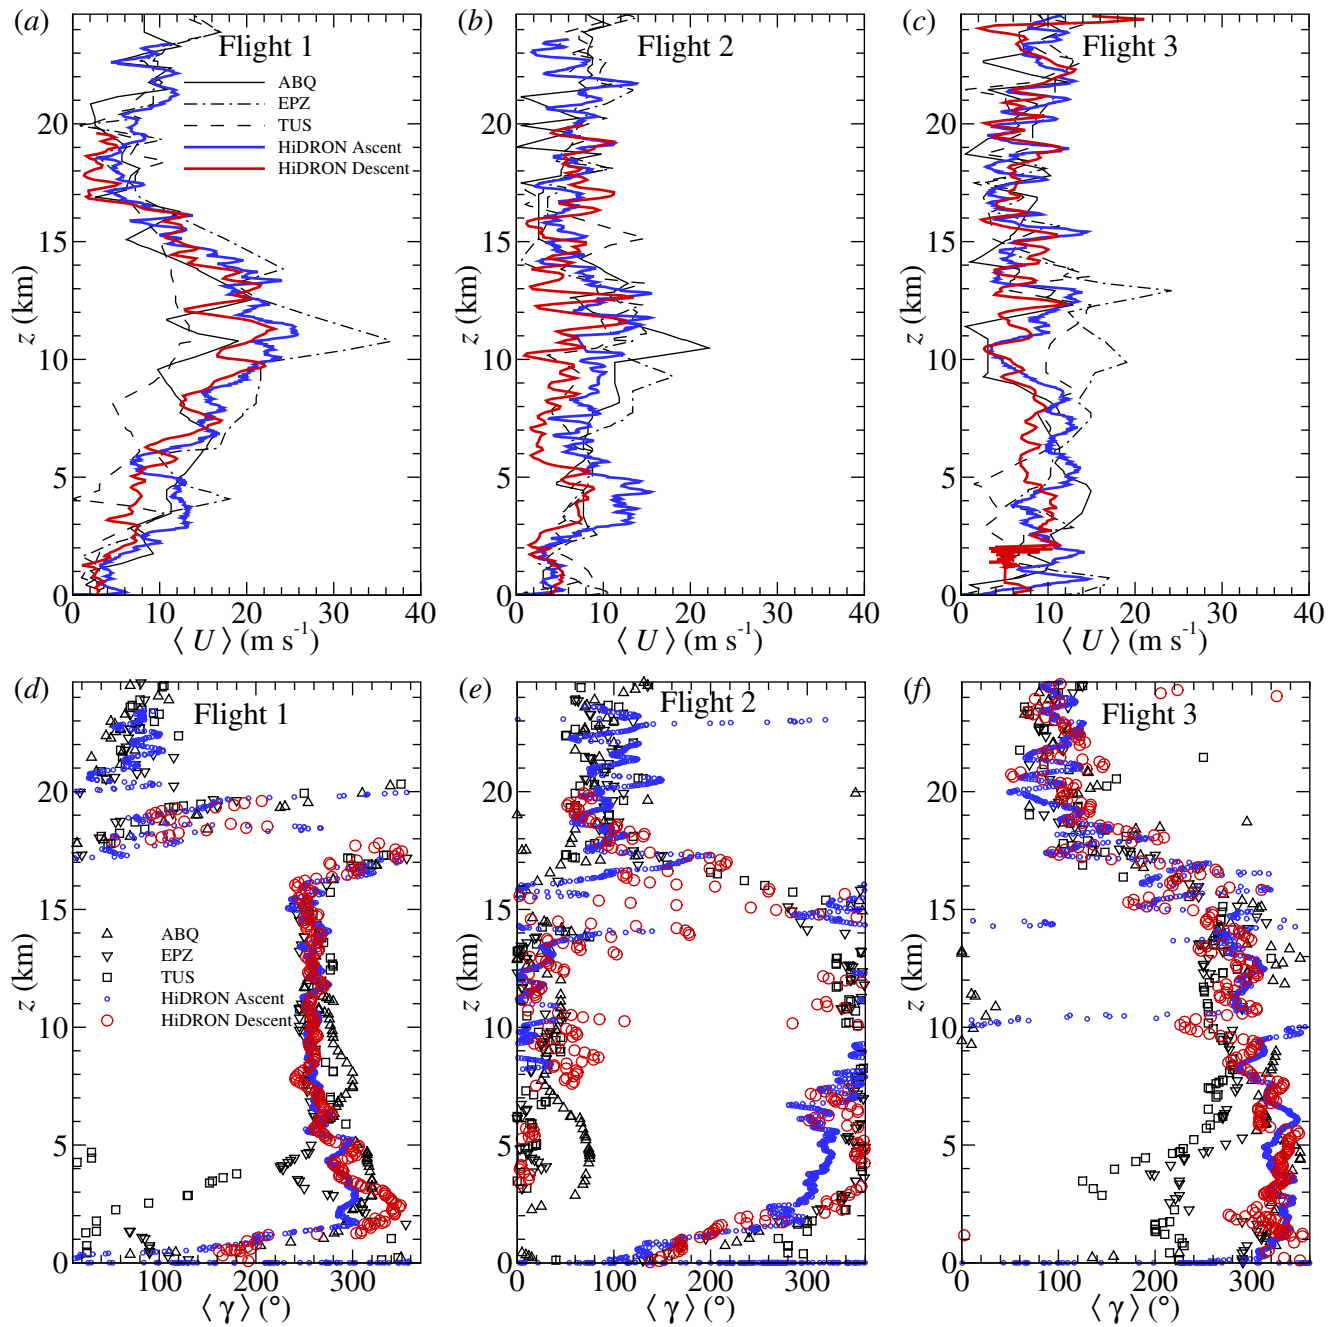 (a)
Flight 1
ABQ
EPZ
TUS
HiDRON Ascent
HiDRON Descent
z (km)
20
15
10
5
0
0 10 20 30 40
⟨ U ⟩ (m s⁻¹)
(b)
Flight 2
z (km)
20
15
10
5
0
0 10 20 30 40
⟨ U ⟩ (m s⁻¹)
(c)
Flight 3
z (km)
20
15
10
5
0
0 10 20 30 40
⟨ U ⟩ (m s⁻¹)
(d)
Flight 1
ABQ
EPZ
TUS
HiDRON Ascent
HiDRON Descent
z (km)
20
15
10
5
0
100 200 300
⟨ γ ⟩ (°)
(e)
Flight 2
z (km)
20
15
10
5
0
0 100 200 300
⟨ γ ⟩ (°)
(f)
Flight 3
z (km)
20
15
10
5
0
0 100 200 300
⟨ γ ⟩ (°)